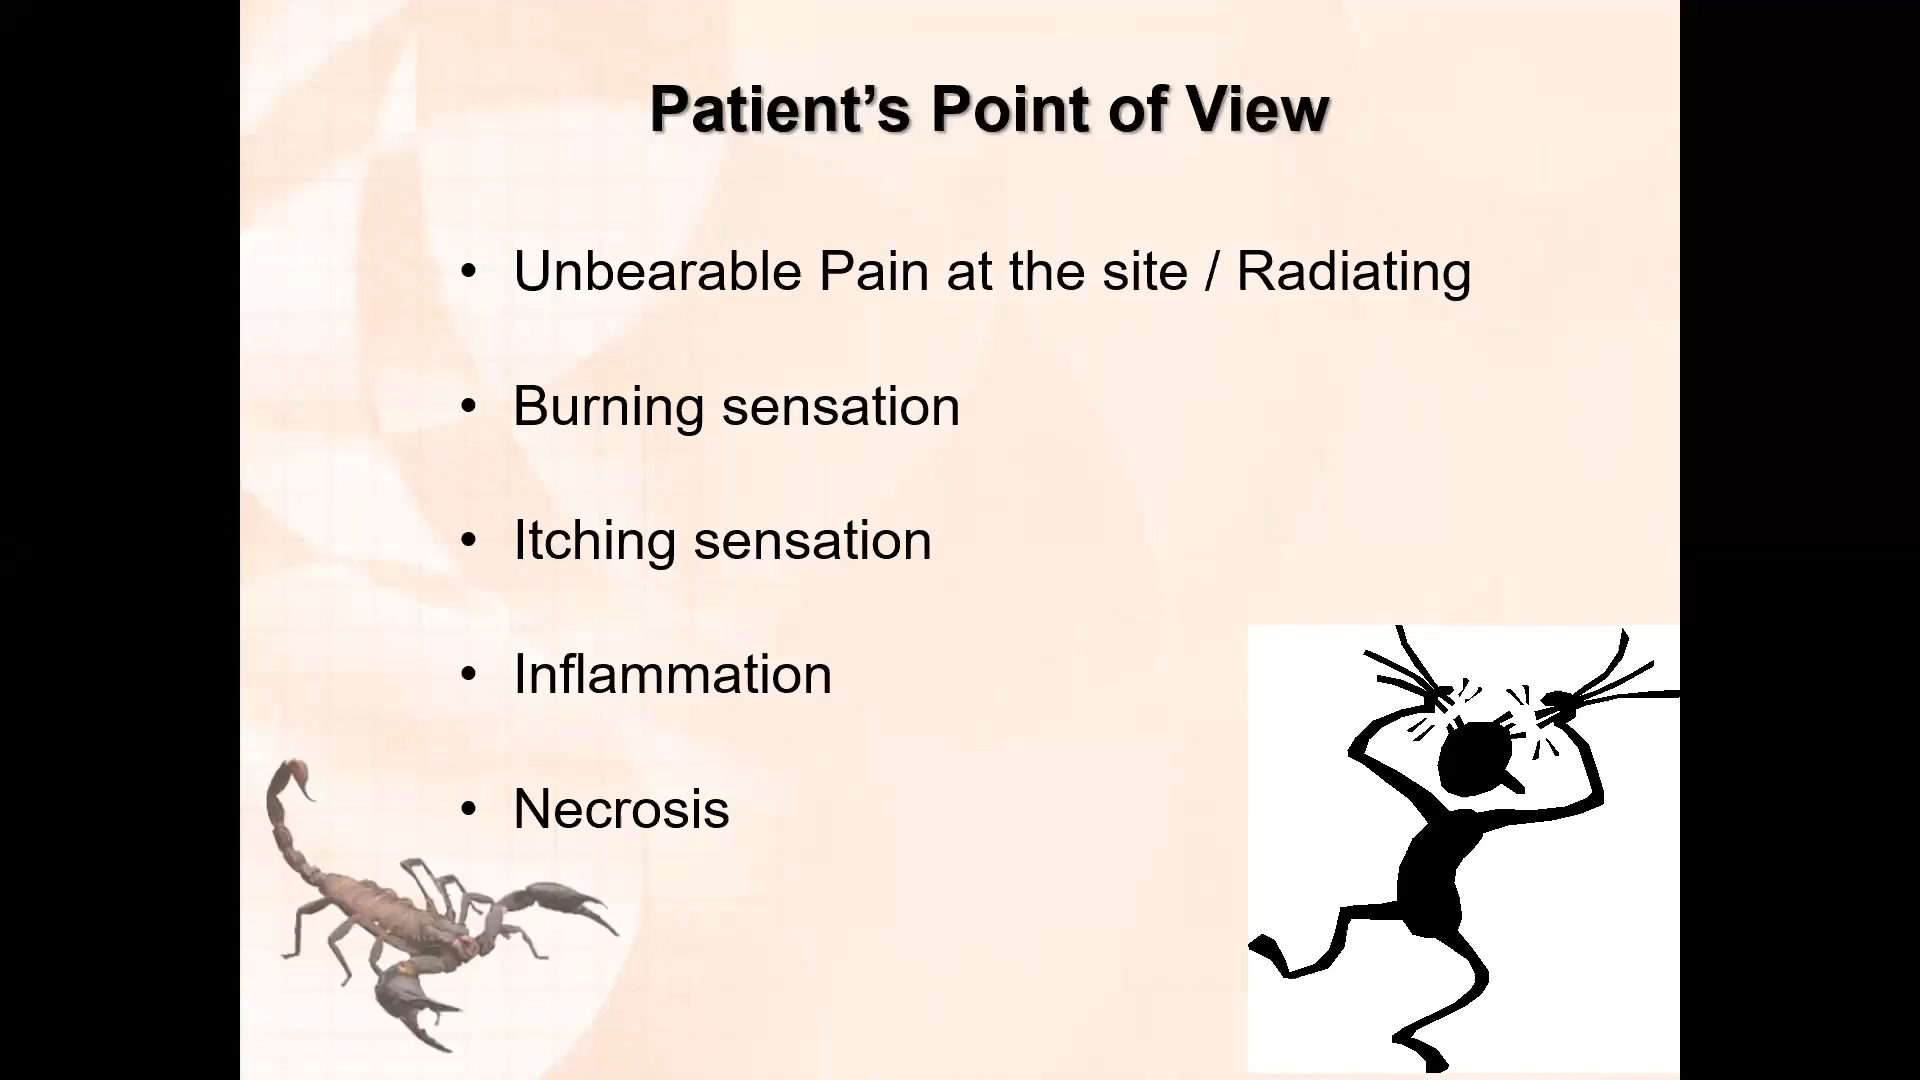 Patient’s Point of View
• Unbearable Pain at the site / Radiating
• Burning sensation
• Itching sensation
• Inflammation
• Necrosis